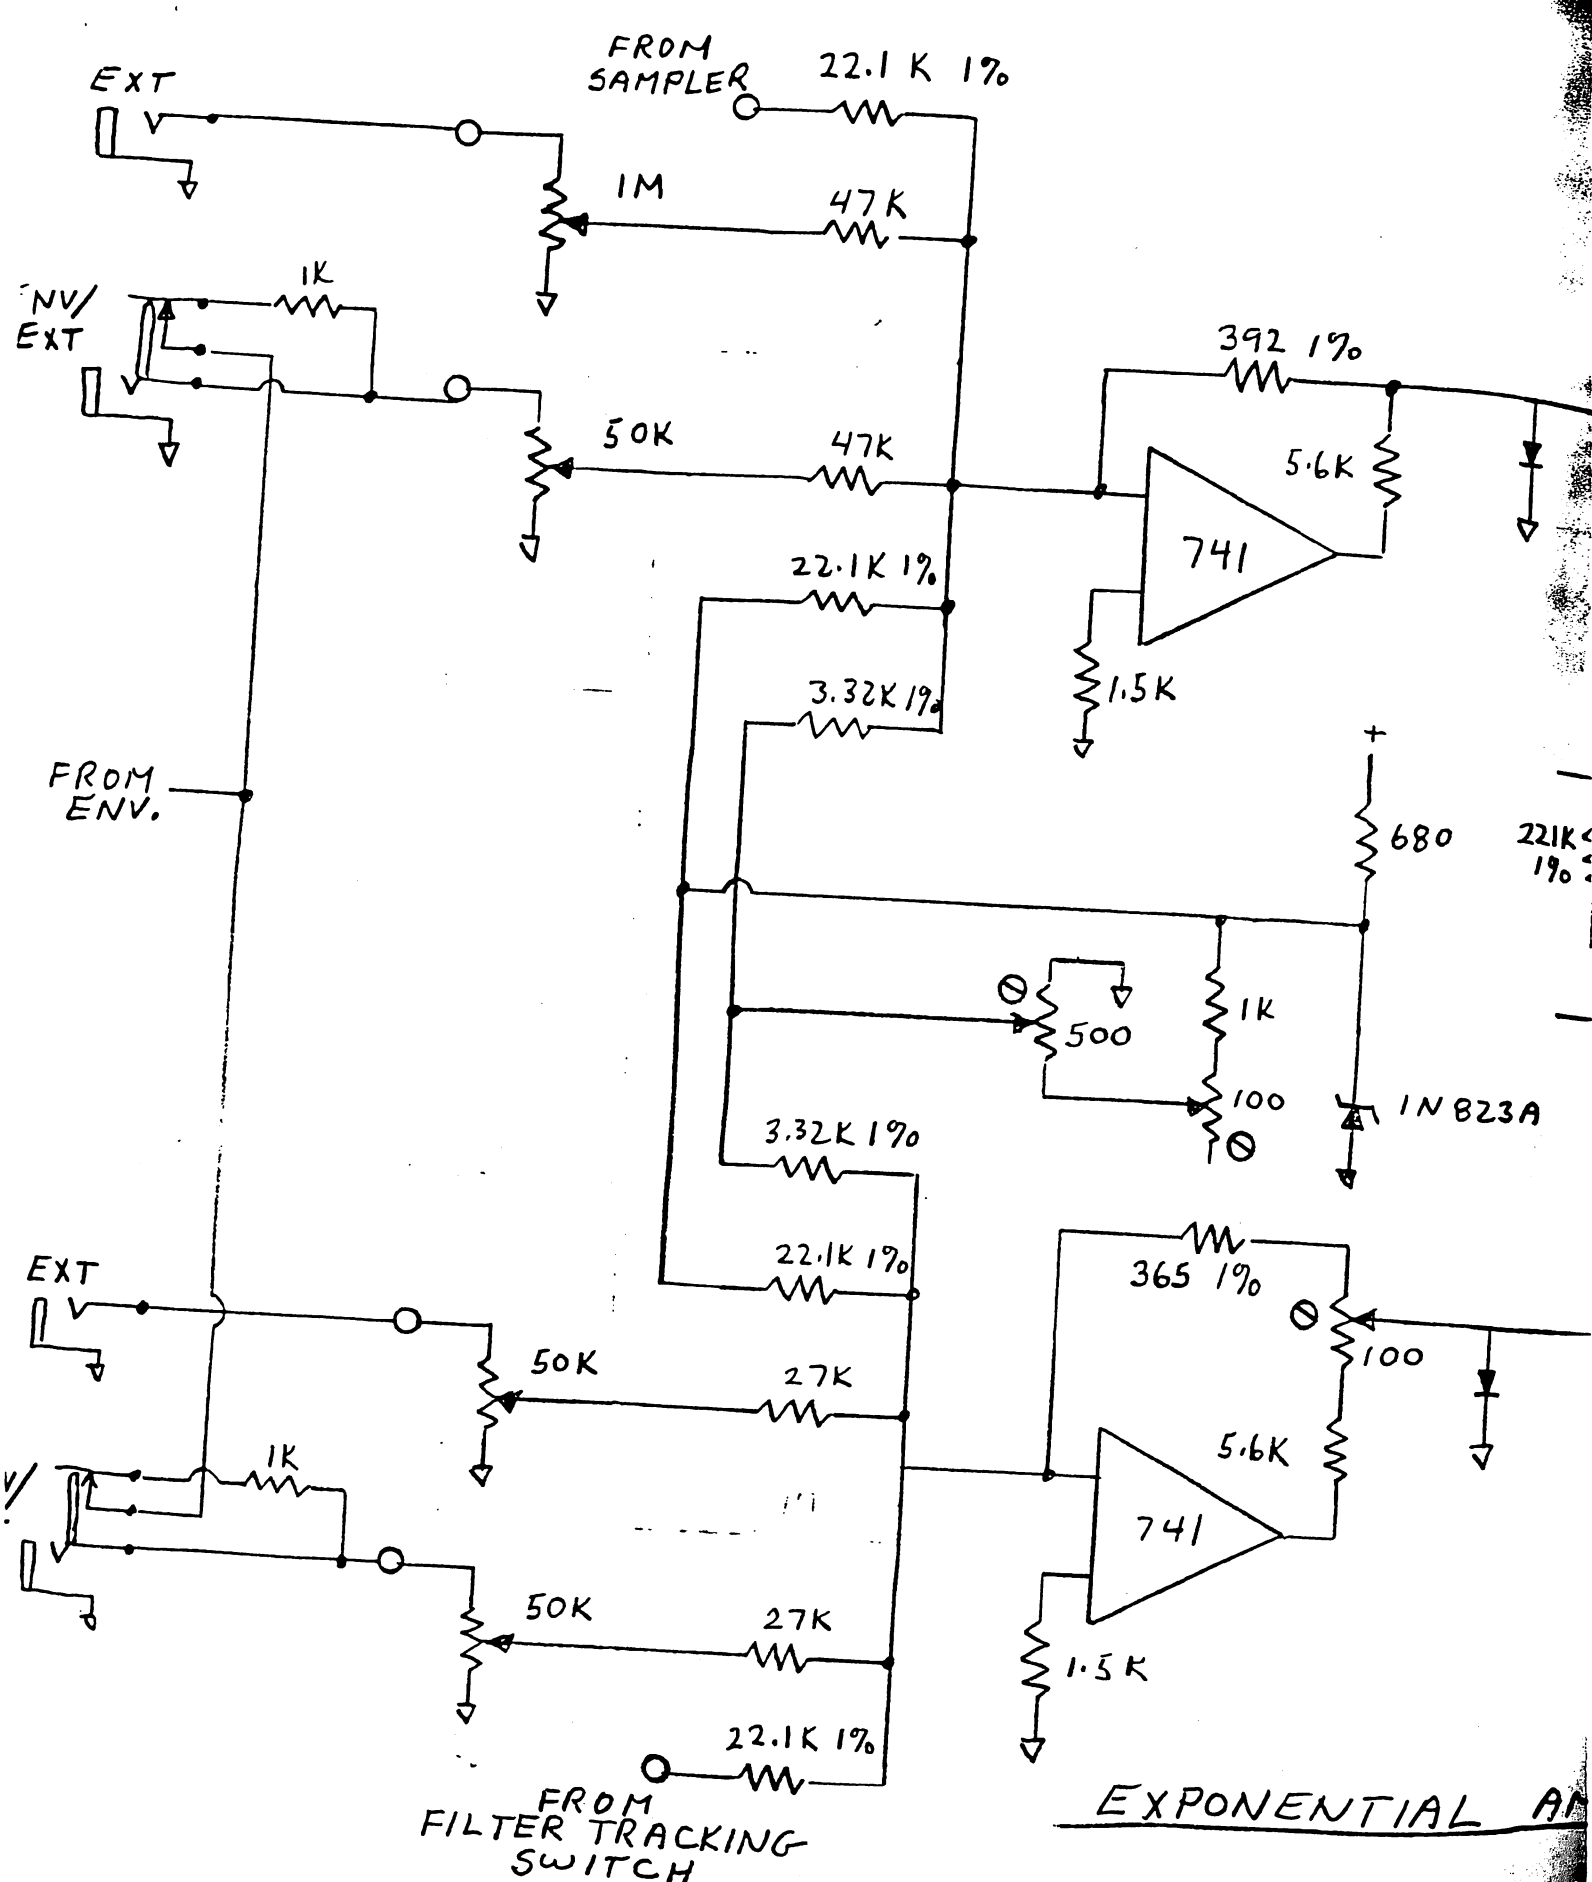 FROM
SAMPLER
22.1 K 1%
EXT
1M
47K
1K
NV/
EXT
392 1%
50K
47K
5.6K
22.1K 1%
741
3.32K 1%
1.5K
+
FROM
ENV.
680
221K
1%
1K
500
100
1N823A
3.32K 1%
22.1K 1%
365 1%
EXT
50K
27K
100
1K
5.6K
V/
741
50K
27K
1.5K
22.1K 1%
FROM
FILTER TRACKING
SWITCH
EXPONENTIAL